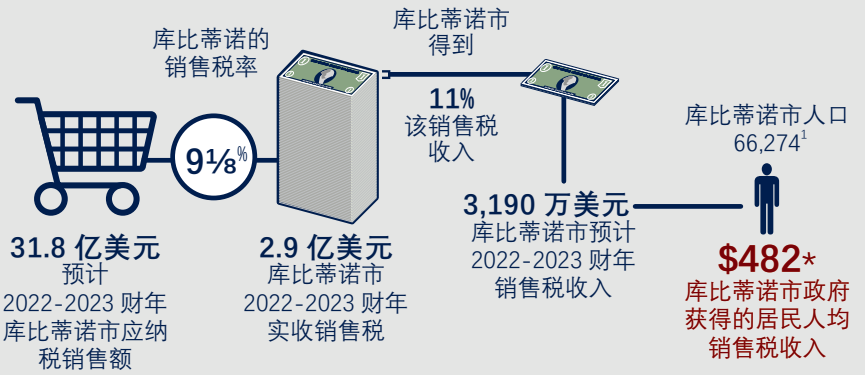 库比蒂诺的
销售税率
库比蒂诺市
得到
11%
该销售税
收入
9⅛%
库比蒂诺市人口
66,274¹
31.8 亿美元
预计
2022-2023 财年
库比蒂诺市应纳
税销售额
2.9 亿美元
库比蒂诺市
2022-2023 财年
实收销售税
3,190 万美元
库比蒂诺市预计
2022-2023 财年
销售税收入
$482*
库比蒂诺市政府
获得的居民人均
销售税收入